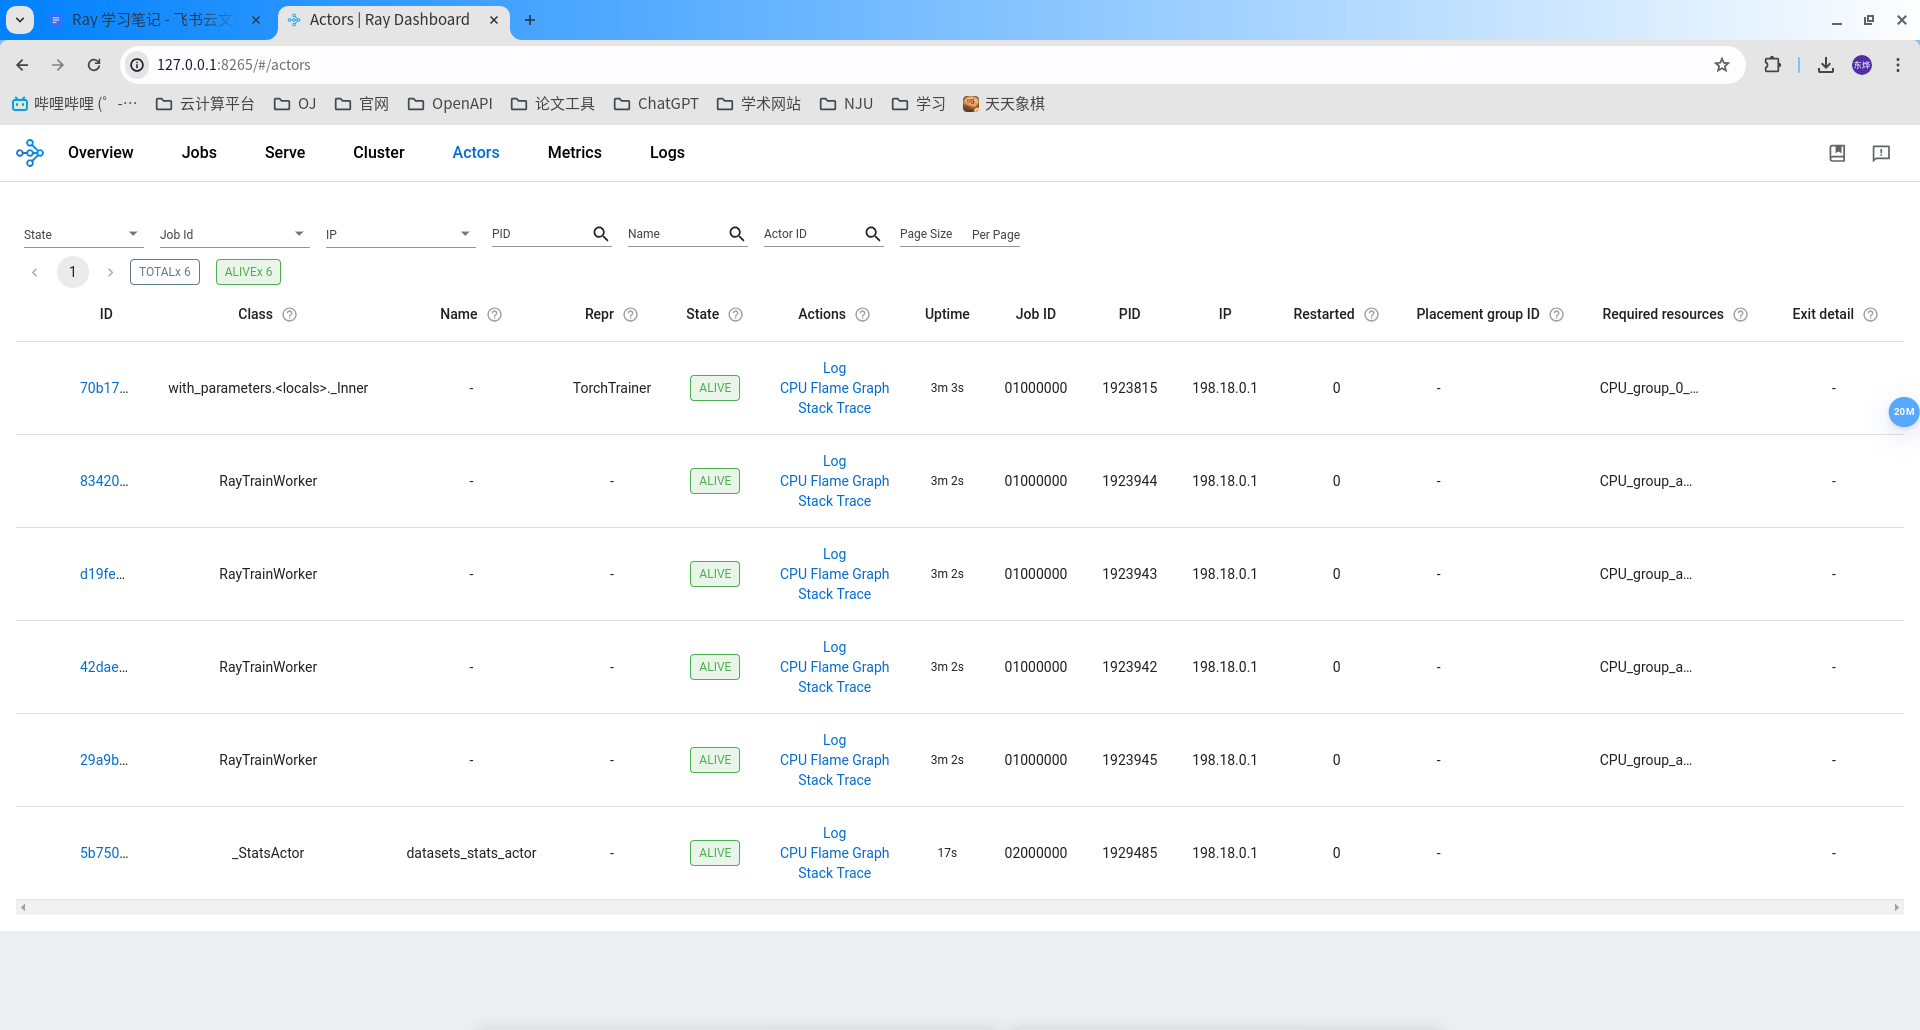 Ray 学习笔记 - 飞书云文
Actors | Ray Dashboard
127.0.0.1:8265/#/actors
哔哩哔哩 (゜-゜…
云计算平台
OJ
官网
OpenAPI
论文工具
ChatGPT
学术网站
NJU
学习
天天象棋
东烨
Overview Jobs Serve Cluster Actors Metrics Logs
State Job Id IP PID Name Actor ID Page Size Per Page
1 TOTALx 6 ALIVEx 6
ID Class Name Repr State Actions Uptime Job ID PID IP Restarted Placement group ID Required resources Exit detail
Log
70b17... with_parameters.<locals>._Inner - TorchTrainer ALIVE CPU Flame Graph 3m 3s 01000000 1923815 198.18.0.1 0 - CPU_group_0_... -
Stack Trace
20M
Log
83420... RayTrainWorker - - ALIVE CPU Flame Graph 3m 2s 01000000 1923944 198.18.0.1 0 - CPU_group_a... -
Stack Trace
Log
d19fe... RayTrainWorker - - ALIVE CPU Flame Graph 3m 2s 01000000 1923943 198.18.0.1 0 - CPU_group_a... -
Stack Trace
Log
42dae... RayTrainWorker - - ALIVE CPU Flame Graph 3m 2s 01000000 1923942 198.18.0.1 0 - CPU_group_a... -
Stack Trace
Log
29a9b... RayTrainWorker - - ALIVE CPU Flame Graph 3m 2s 01000000 1923945 198.18.0.1 0 - CPU_group_a... -
Stack Trace
Log
5b750... _StatsActor datasets_stats_actor - ALIVE CPU Flame Graph 17s 02000000 1929485 198.18.0.1 0 - -
Stack Trace